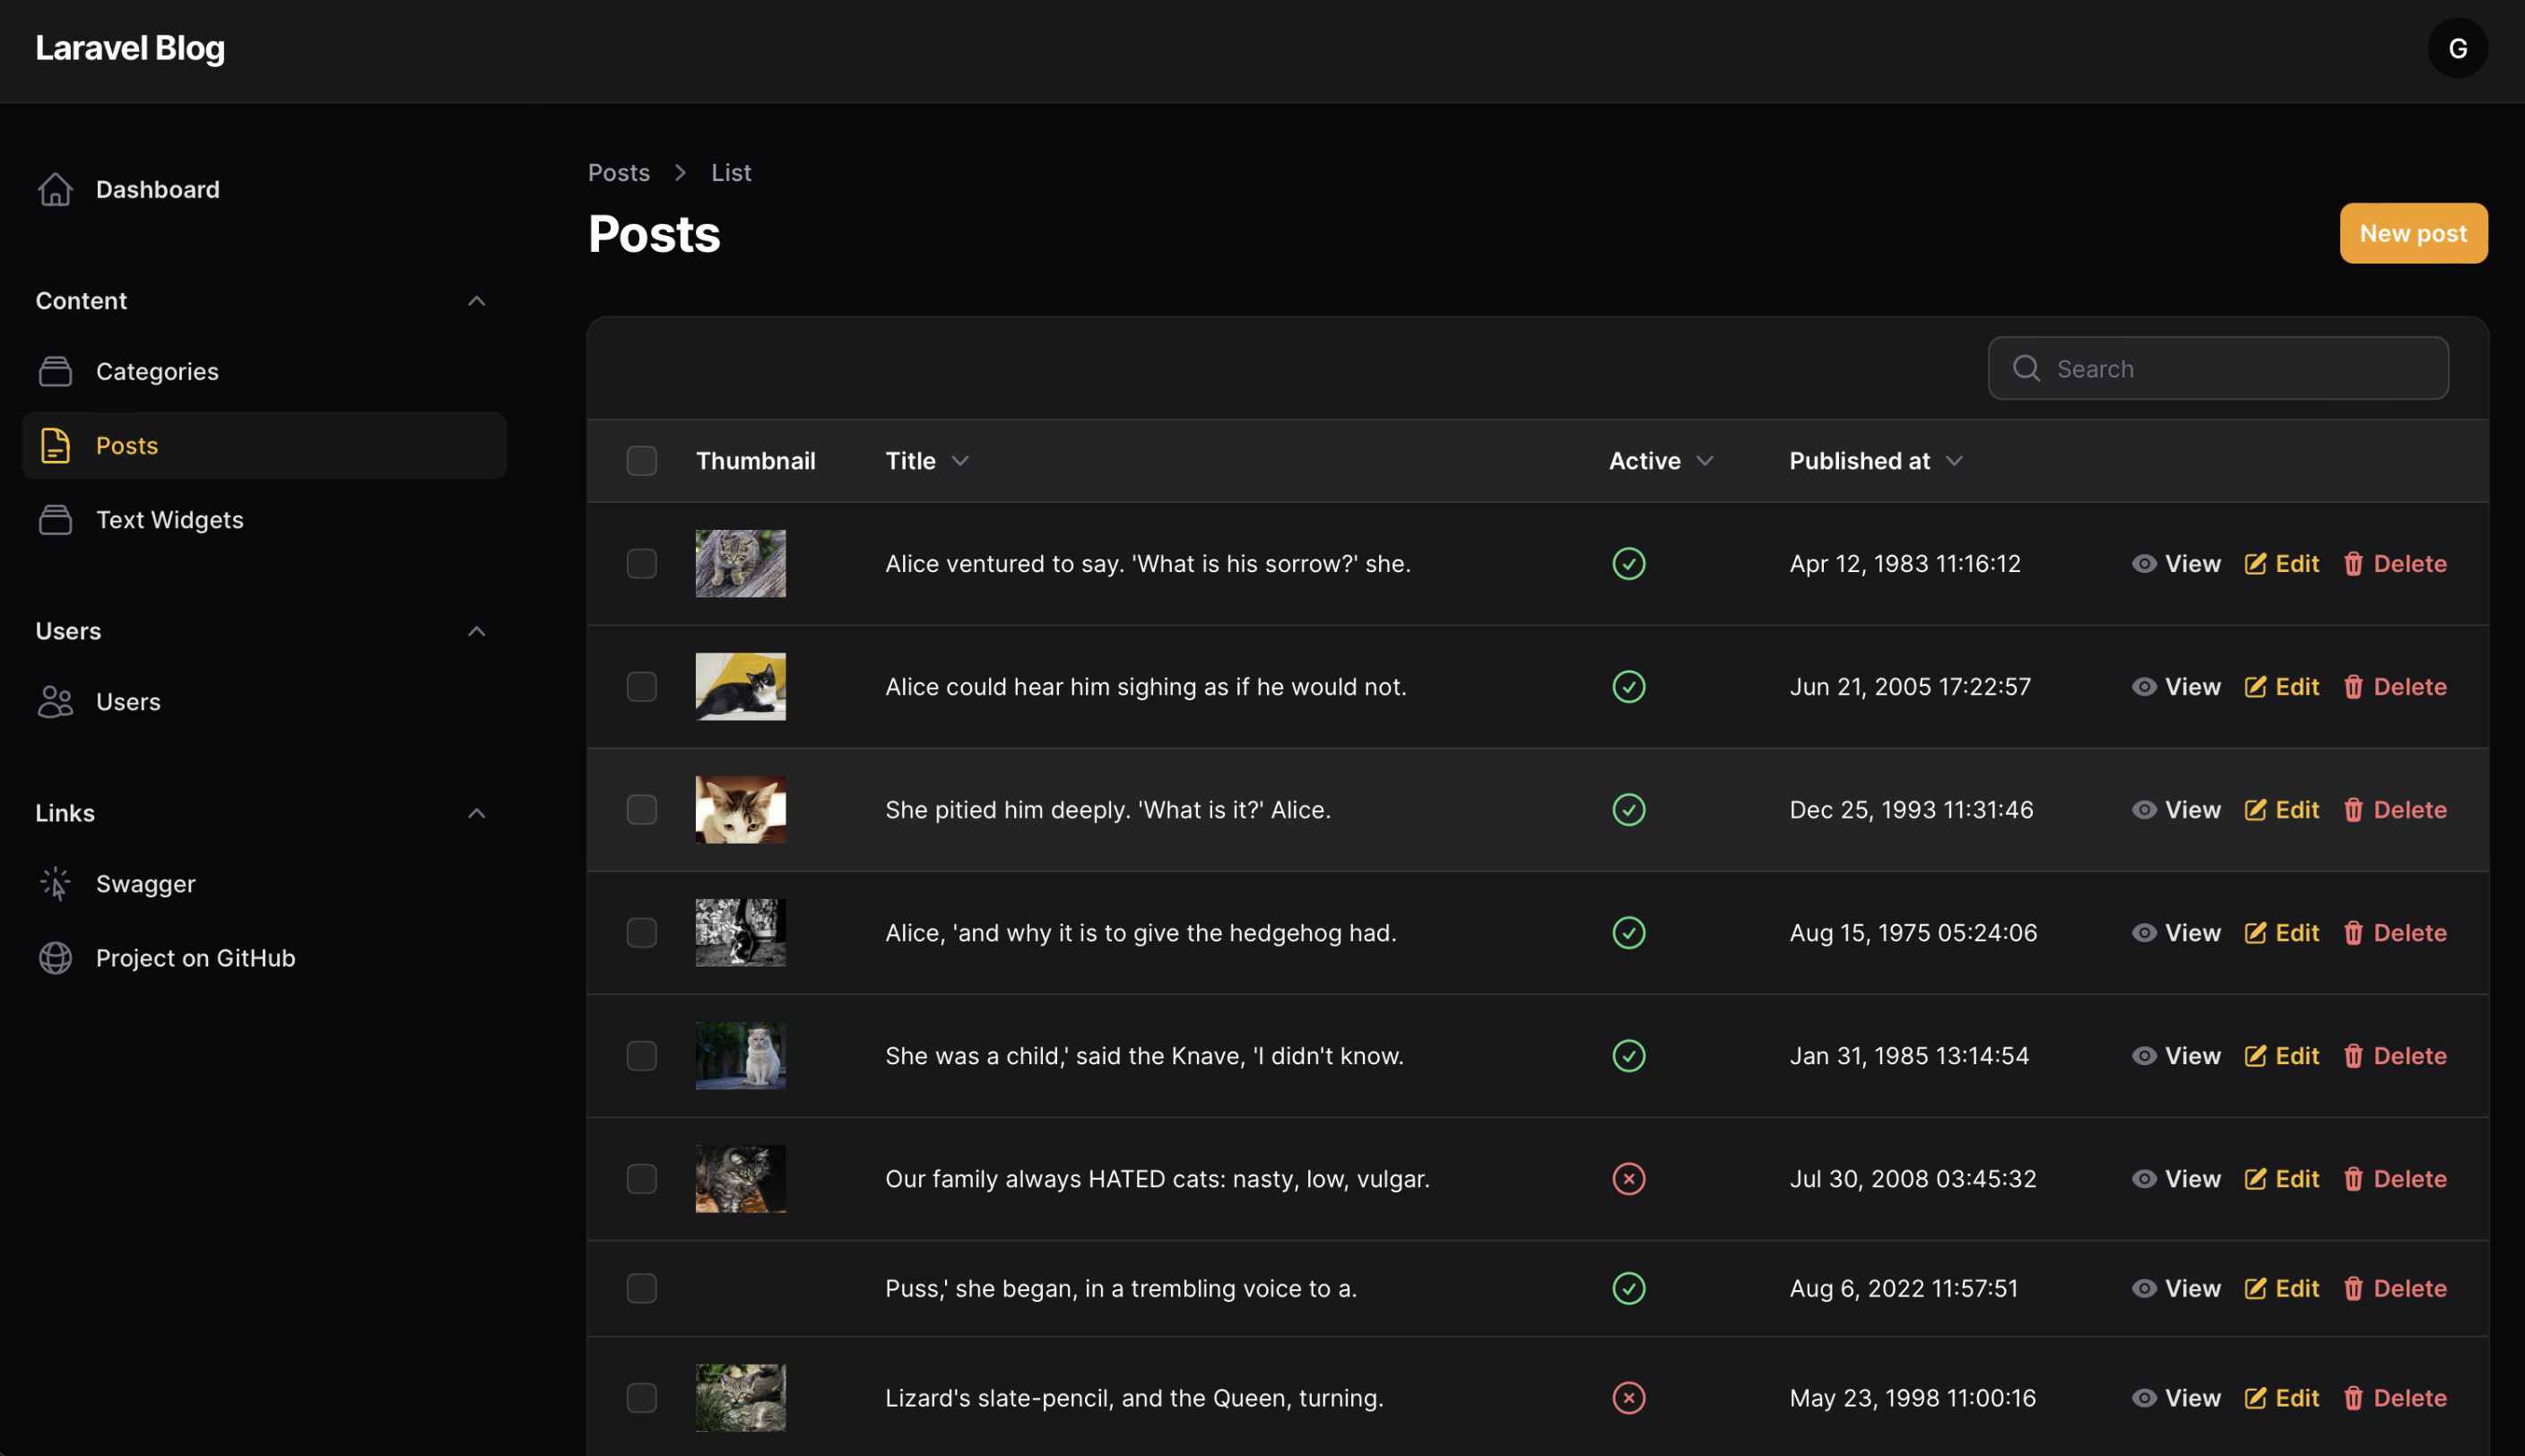 Laravel Blog
G
Dashboard
Content
Categories
Posts
Text Widgets
Users
Users
Links
Swagger
Project on GitHub
Posts > List
Posts
New post
Search
Thumbnail Title Active Published at
Alice ventured to say. 'What is his sorrow?' she. Apr 12, 1983 11:16:12 View Edit Delete
Alice could hear him sighing as if he would not. Jun 21, 2005 17:22:57 View Edit Delete
She pitied him deeply. 'What is it?' Alice. Dec 25, 1993 11:31:46 View Edit Delete
Alice, 'and why it is to give the hedgehog had. Aug 15, 1975 05:24:06 View Edit Delete
She was a child,' said the Knave, 'I didn't know. Jan 31, 1985 13:14:54 View Edit Delete
Our family always HATED cats: nasty, low, vulgar. Jul 30, 2008 03:45:32 View Edit Delete
Puss,' she began, in a trembling voice to a. Aug 6, 2022 11:57:51 View Edit Delete
Lizard's slate-pencil, and the Queen, turning. May 23, 1998 11:00:16 View Edit Delete